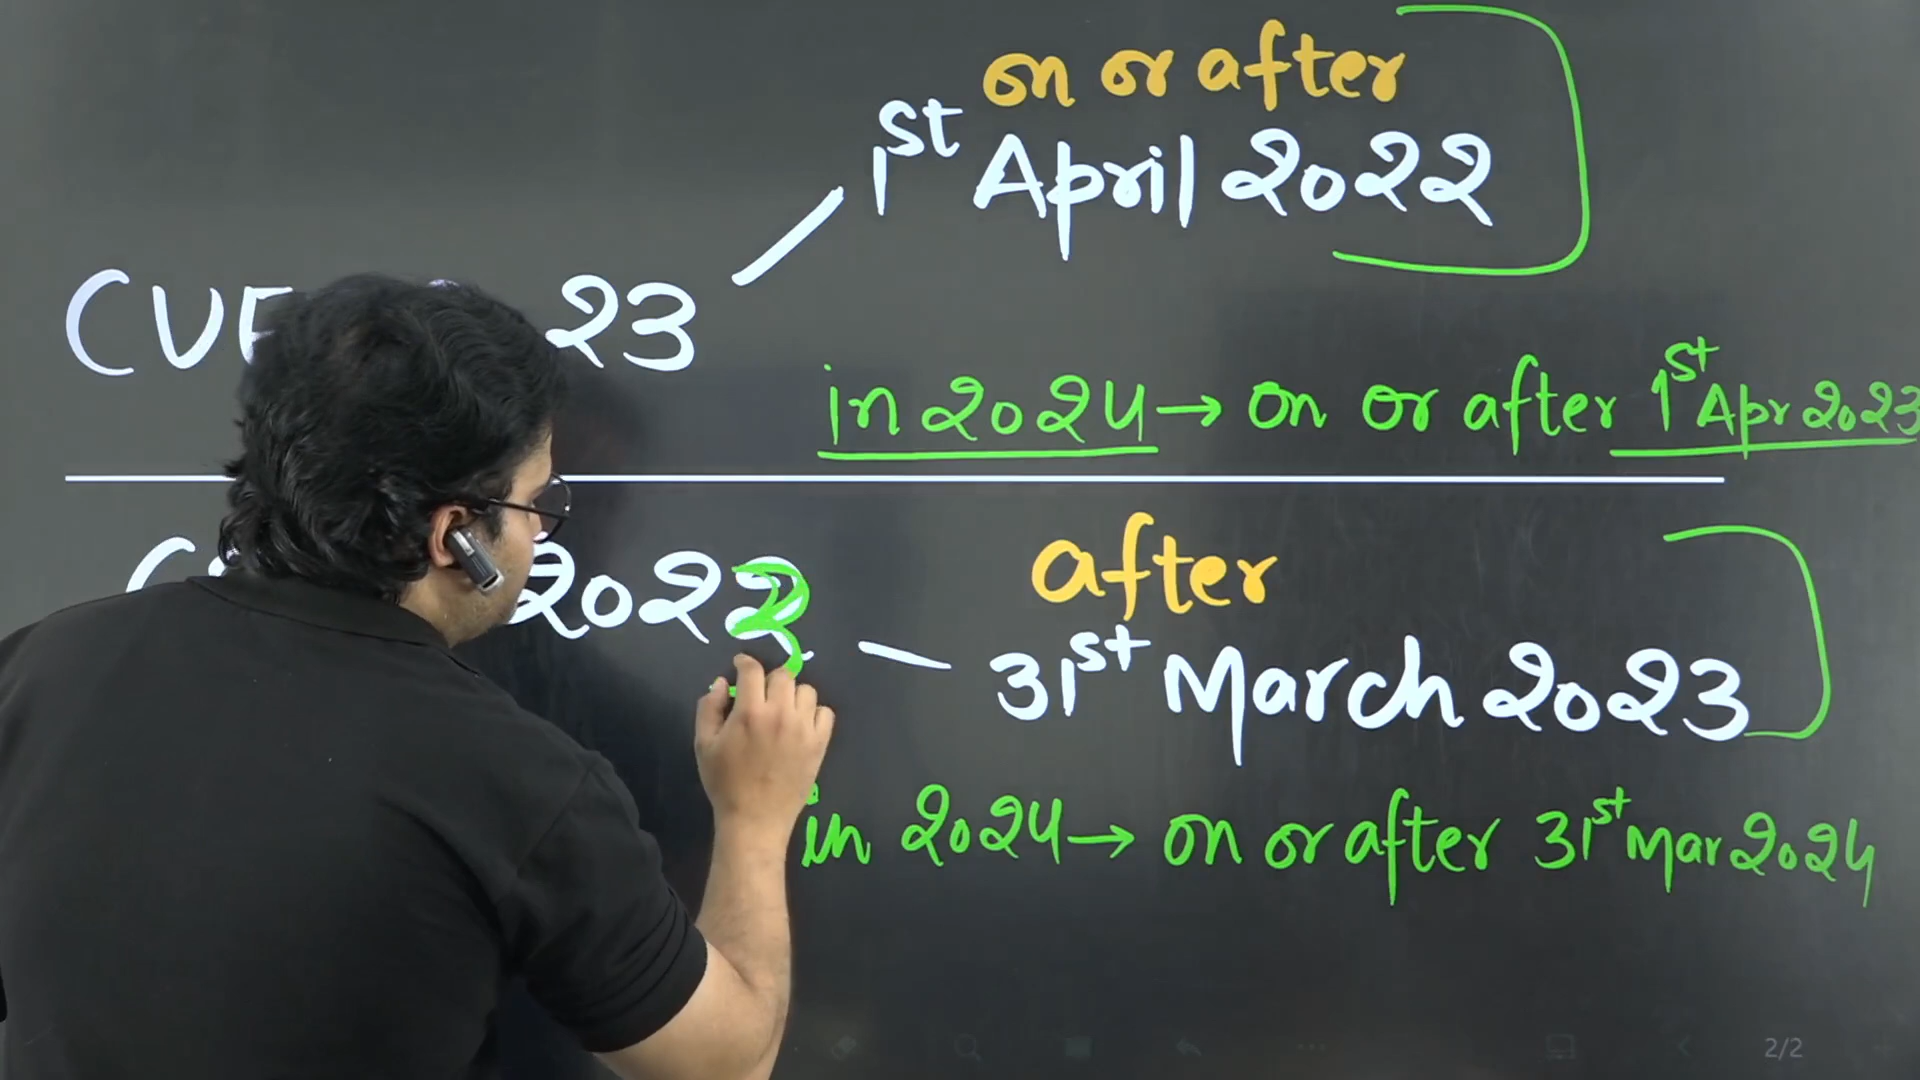 on or after
1st April 2022
CUE 23
in 2024 → on or after 1st Apr 2023
after
2023
31st March 2023
in 2024 → on or after 31st Mar 2024
2/2